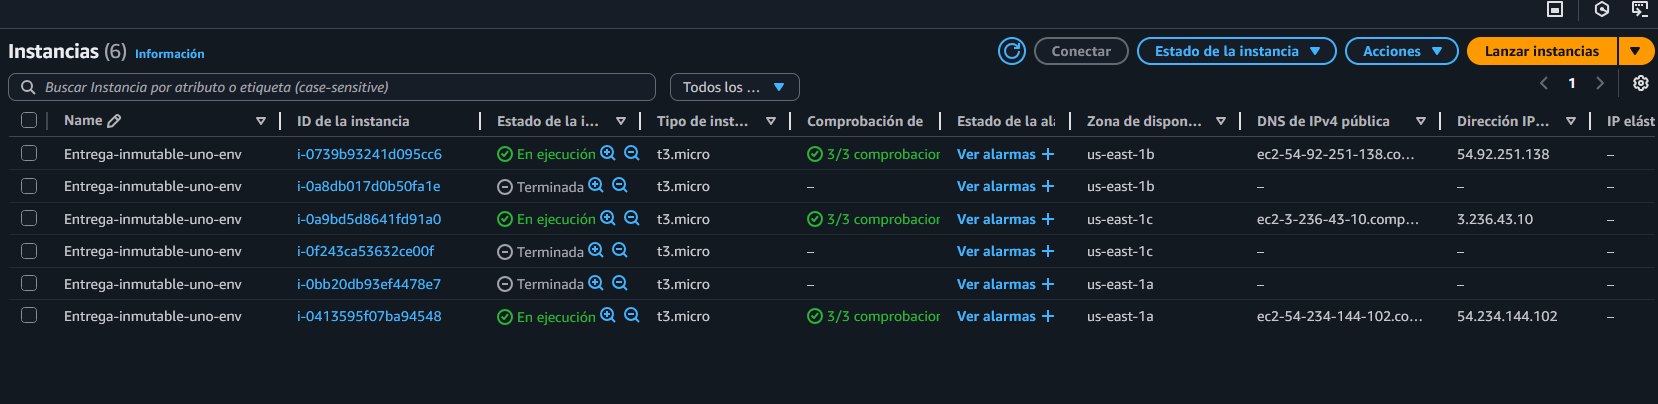 Instancias (6) Información Conectar Estado de la instancia Acciones Lanzar instancias
Buscar Instancia por atributo o etiqueta (case-sensitive) Todos los ... 1
Name ID de la instancia Estado de la i... Tipo de inst... Comprobación de Estado de la ala Zona de dispon... DNS de IPv4 pública Dirección IP... IP elást
Entrega-inmutable-uno-env i-0739b93241d095cc6 En ejecución t3.micro 3/3 comprobacion Ver alarmas + us-east-1b ec2-54-92-251-138.co... 54.92.251.138 –
Entrega-inmutable-uno-env i-0a8db017d0b50fa1e Terminada t3.micro – Ver alarmas + us-east-1b – – –
Entrega-inmutable-uno-env i-0a9bd5d8641fd91a0 En ejecución t3.micro 3/3 comprobacion Ver alarmas + us-east-1c ec2-3-236-43-10.comp... 3.236.43.10 –
Entrega-inmutable-uno-env i-0f243ca53632ce00f Terminada t3.micro – Ver alarmas + us-east-1c – – –
Entrega-inmutable-uno-env i-0bb20db93ef4478e7 Terminada t3.micro – Ver alarmas + us-east-1a – – –
Entrega-inmutable-uno-env i-0413595f07ba94548 En ejecución t3.micro 3/3 comprobacion Ver alarmas + us-east-1a ec2-54-234-144-102.co... 54.234.144.102 –